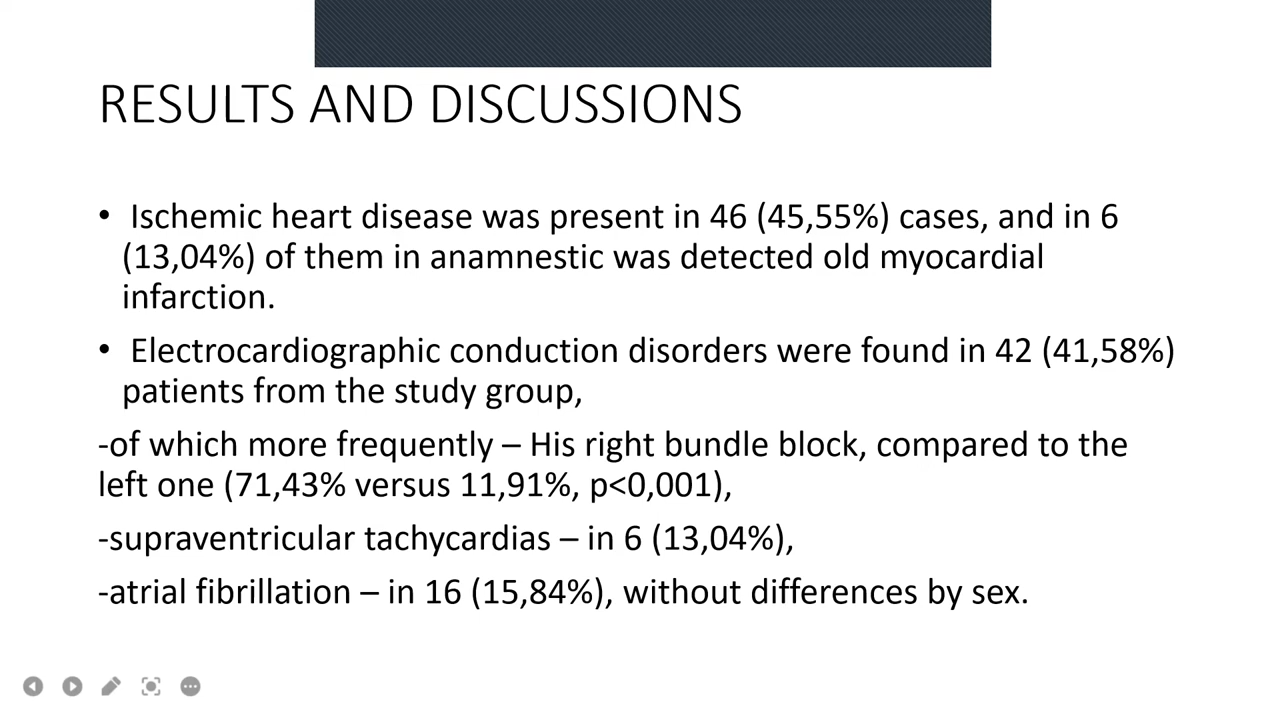 RESULTS AND DISCUSSIONS
• Ischemic heart disease was present in 46 (45,55%) cases, and in 6
(13,04%) of them in anamnestic was detected old myocardial
infarction.
• Electrocardiographic conduction disorders were found in 42 (41,58%)
patients from the study group,
-of which more frequently – His right bundle block, compared to the
left one (71,43% versus 11,91%, p<0,001),
-supraventricular tachycardias – in 6 (13,04%),
-atrial fibrillation – in 16 (15,84%), without differences by sex.